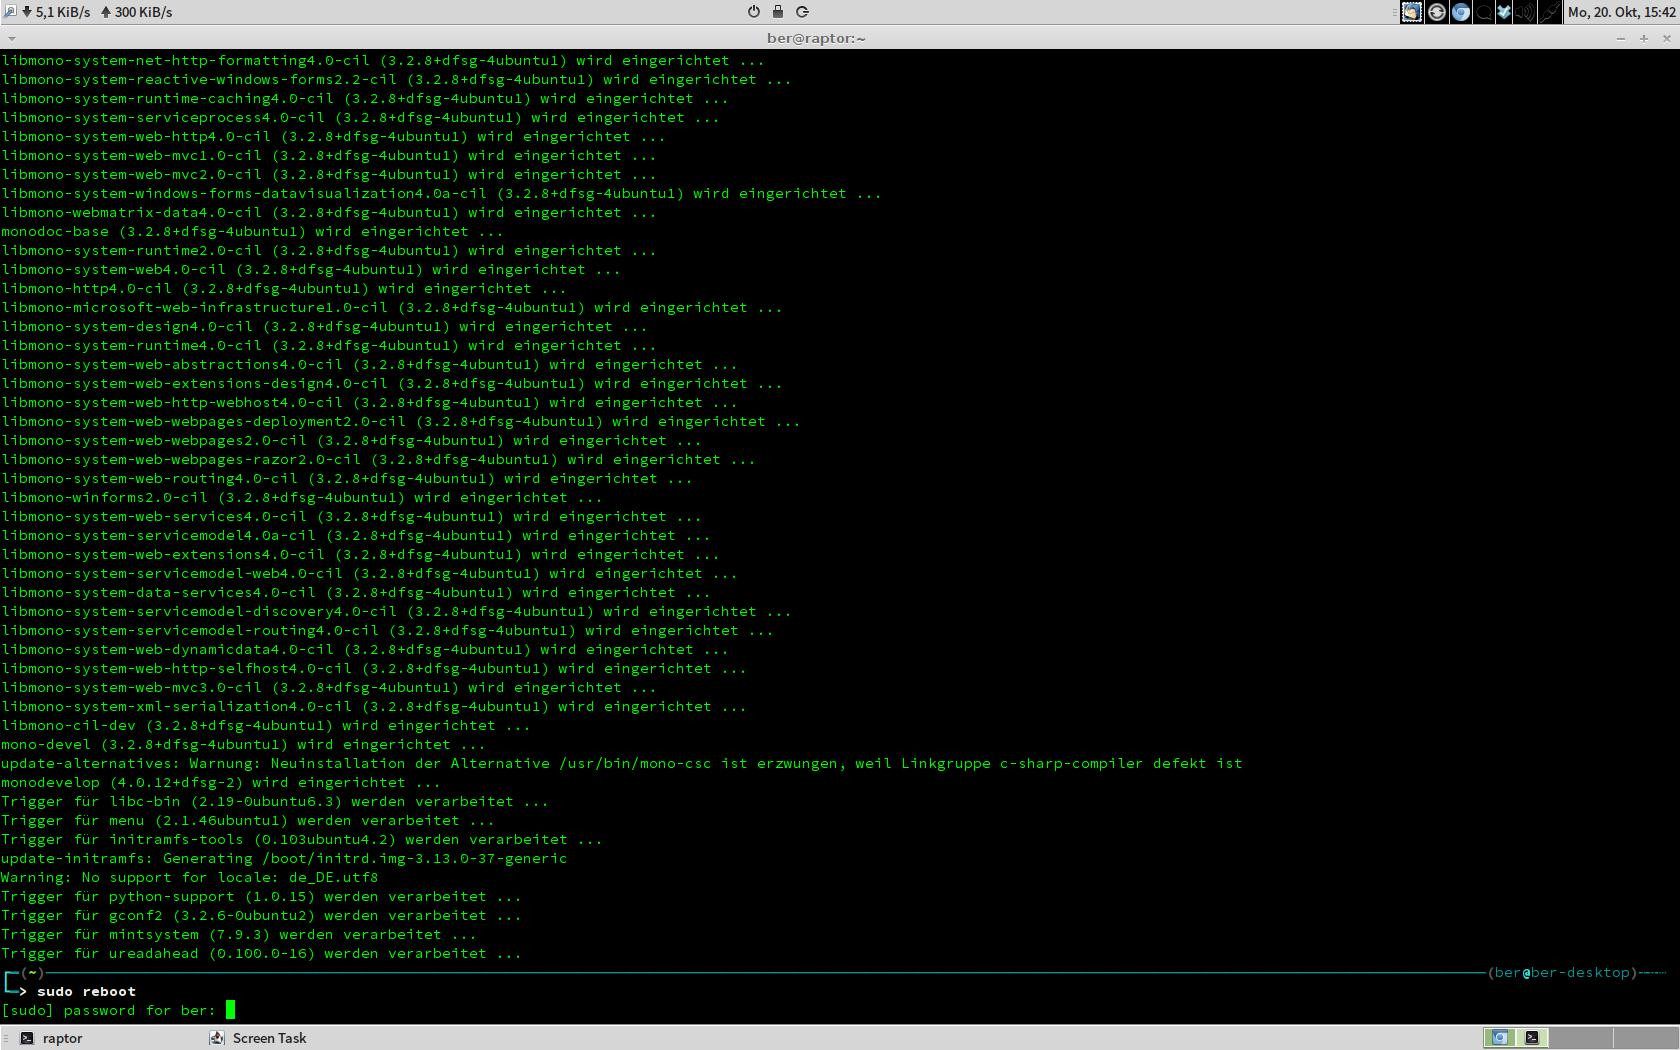 5,1 KiB/s 300 KiB/s Mo, 20. Okt, 15:42
ber@raptor:~
libmono-system-net-http-formatting4.0-cil (3.2.8+dfsg-4ubuntu1) wird eingerichtet ...
libmono-system-reactive-windows-forms2.2-cil (3.2.8+dfsg-4ubuntu1) wird eingerichtet ...
libmono-system-runtime-caching4.0-cil (3.2.8+dfsg-4ubuntu1) wird eingerichtet ...
libmono-system-serviceprocess4.0-cil (3.2.8+dfsg-4ubuntu1) wird eingerichtet ...
libmono-system-web-http4.0-cil (3.2.8+dfsg-4ubuntu1) wird eingerichtet ...
libmono-system-web-mvc1.0-cil (3.2.8+dfsg-4ubuntu1) wird eingerichtet ...
libmono-system-web-mvc2.0-cil (3.2.8+dfsg-4ubuntu1) wird eingerichtet ...
libmono-system-windows-forms-datavisualization4.0a-cil (3.2.8+dfsg-4ubuntu1) wird eingerichtet ...
libmono-webmatrix-data4.0-cil (3.2.8+dfsg-4ubuntu1) wird eingerichtet ...
monodoc-base (3.2.8+dfsg-4ubuntu1) wird eingerichtet ...
libmono-system-runtime2.0-cil (3.2.8+dfsg-4ubuntu1) wird eingerichtet ...
libmono-system-web4.0-cil (3.2.8+dfsg-4ubuntu1) wird eingerichtet ...
libmono-http4.0-cil (3.2.8+dfsg-4ubuntu1) wird eingerichtet ...
libmono-microsoft-web-infrastructure1.0-cil (3.2.8+dfsg-4ubuntu1) wird eingerichtet ...
libmono-system-design4.0-cil (3.2.8+dfsg-4ubuntu1) wird eingerichtet ...
libmono-system-runtime4.0-cil (3.2.8+dfsg-4ubuntu1) wird eingerichtet ...
libmono-system-web-abstractions4.0-cil (3.2.8+dfsg-4ubuntu1) wird eingerichtet ...
libmono-system-web-extensions-design4.0-cil (3.2.8+dfsg-4ubuntu1) wird eingerichtet ...
libmono-system-web-http-webhost4.0-cil (3.2.8+dfsg-4ubuntu1) wird eingerichtet ...
libmono-system-web-webpages-deployment2.0-cil (3.2.8+dfsg-4ubuntu1) wird eingerichtet ...
libmono-system-web-webpages2.0-cil (3.2.8+dfsg-4ubuntu1) wird eingerichtet ...
libmono-system-web-webpages-razor2.0-cil (3.2.8+dfsg-4ubuntu1) wird eingerichtet ...
libmono-system-web-routing4.0-cil (3.2.8+dfsg-4ubuntu1) wird eingerichtet ...
libmono-winforms2.0-cil (3.2.8+dfsg-4ubuntu1) wird eingerichtet ...
libmono-system-web-services4.0-cil (3.2.8+dfsg-4ubuntu1) wird eingerichtet ...
libmono-system-servicemodel4.0a-cil (3.2.8+dfsg-4ubuntu1) wird eingerichtet ...
libmono-system-web-extensions4.0-cil (3.2.8+dfsg-4ubuntu1) wird eingerichtet ...
libmono-system-servicemodel-web4.0-cil (3.2.8+dfsg-4ubuntu1) wird eingerichtet ...
libmono-system-data-services4.0-cil (3.2.8+dfsg-4ubuntu1) wird eingerichtet ...
libmono-system-servicemodel-discovery4.0-cil (3.2.8+dfsg-4ubuntu1) wird eingerichtet ...
libmono-system-servicemodel-routing4.0-cil (3.2.8+dfsg-4ubuntu1) wird eingerichtet ...
libmono-system-web-dynamicdata4.0-cil (3.2.8+dfsg-4ubuntu1) wird eingerichtet ...
libmono-system-web-http-selfhost4.0-cil (3.2.8+dfsg-4ubuntu1) wird eingerichtet ...
libmono-system-web-mvc3.0-cil (3.2.8+dfsg-4ubuntu1) wird eingerichtet ...
libmono-system-xml-serialization4.0-cil (3.2.8+dfsg-4ubuntu1) wird eingerichtet ...
libmono-cil-dev (3.2.8+dfsg-4ubuntu1) wird eingerichtet ...
mono-devel (3.2.8+dfsg-4ubuntu1) wird eingerichtet ...
update-alternatives: Warnung: Neuinstallation der Alternative /usr/bin/mono-csc ist erzwungen, weil Linkgruppe c-sharp-compiler defekt ist
monodevelop (4.0.12+dfsg-2) wird eingerichtet ...
Trigger für libc-bin (2.19-0ubuntu6.3) werden verarbeitet ...
Trigger für menu (2.1.46ubuntu1) werden verarbeitet ...
Trigger für initramfs-tools (0.103ubuntu4.2) werden verarbeitet ...
update-initramfs: Generating /boot/initrd.img-3.13.0-37-generic
Warning: No support for locale: de_DE.utf8
Trigger für python-support (1.0.15) werden verarbeitet ...
Trigger für gconf2 (3.2.6-0ubuntu2) werden verarbeitet ...
Trigger für mintsystem (7.9.3) werden verarbeitet ...
Trigger für ureadahead (0.100.0-16) werden verarbeitet ...
(~) (ber@ber-desktop)
> sudo reboot
[sudo] password for ber:
raptor Screen Task